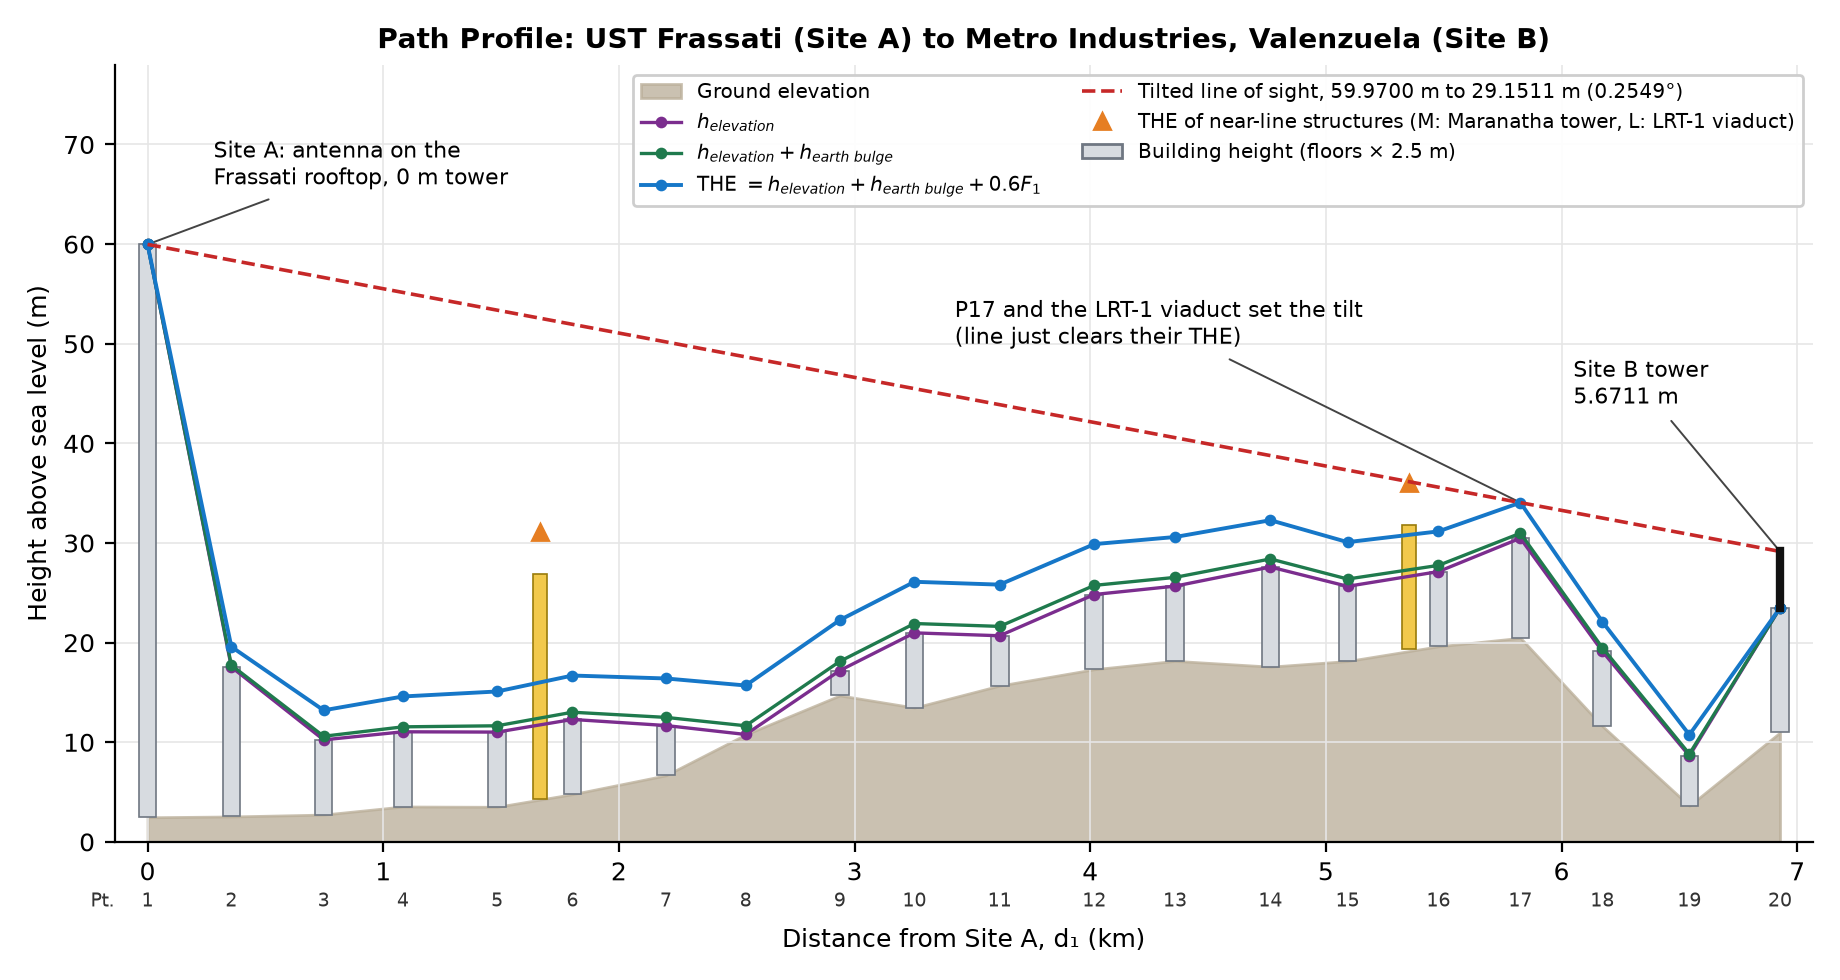 Path Profile: UST Frassati (Site A) to Metro Industries, Valenzuela (Site B)
Ground elevation
h_elevation
h_elevation + h_earth bulge
THE = h_elevation + h_earth bulge + 0.6F_1
Tilted line of sight, 59.9700 m to 29.1511 m (0.2549°)
THE of near-line structures (M: Maranatha tower, L: LRT-1 viaduct)
Building height (floors × 2.5 m)
Site A: antenna on the
Frassati rooftop, 0 m tower
P17 and the LRT-1 viaduct set the tilt
(line just clears their THE)
Site B tower
5.6711 m
Height above sea level (m)
70
60
50
40
30
20
10
0
0 1 2 3 4 5 6 7
Pt. 1 2 3 4 5 6 7 8 9 10 11 12 13 14 15 16 17 18 19 20
Distance from Site A, d₁ (km)